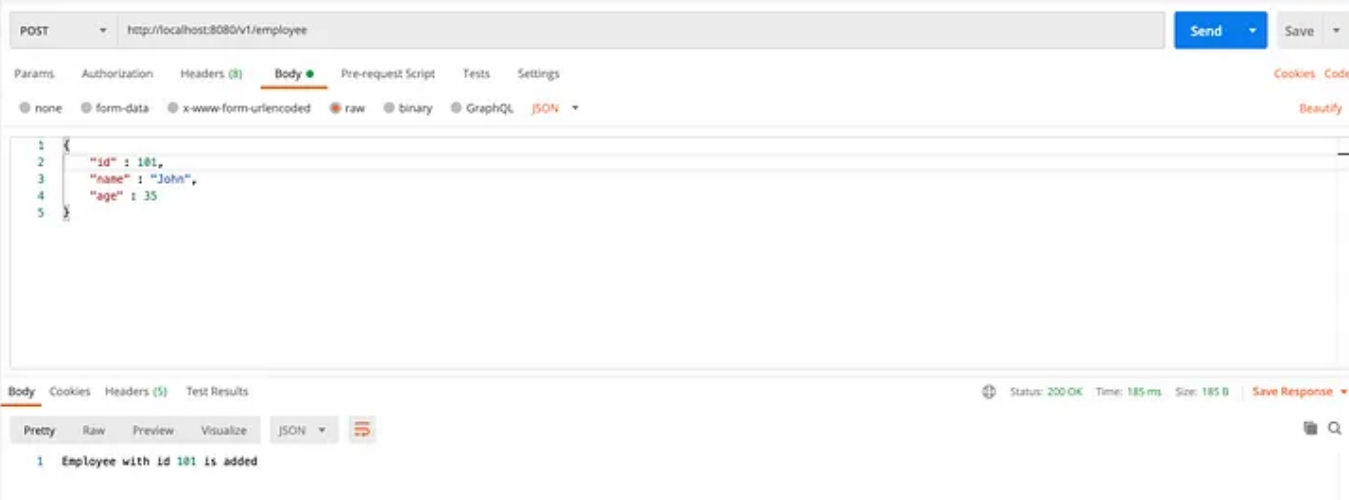 POST http://localhost:8080/v1/employee Send Save
Params Authorization Headers (8) Body Pre-request Script Tests Settings Cookies Code
none form-data x-www-form-urlencoded raw binary GraphQL JSON Beautify
1 {
2 "id" : 101,
3 "name" : "John",
4 "age" : 35
5 }
Body Cookies Headers (5) Test Results Status: 200 OK Time: 185 ms Size: 185 B Save Response
Pretty Raw Preview Visualize JSON
1 Employee with id 101 is added